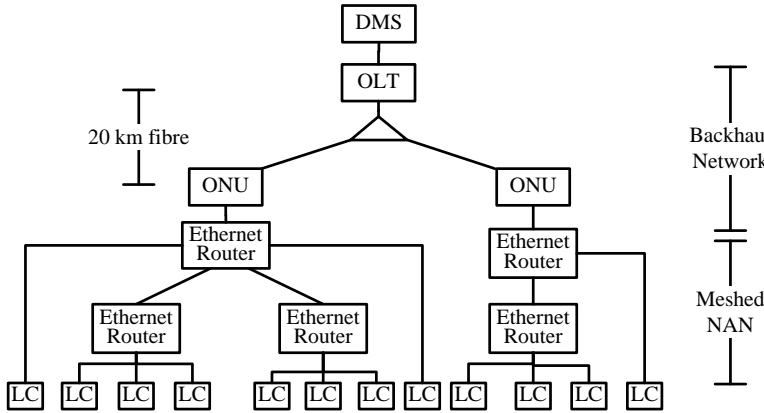 DMS
OLT
20 km fibre
Backhau
Network
ONU
ONU
Ethernet
Router
Ethernet
Router
Meshed
NAN
Ethernet
Router
Ethernet
Router
Ethernet
Router
LC
LC
LC
LC
LC
LC
LC
LC
LC
LC
LC
LC
LC